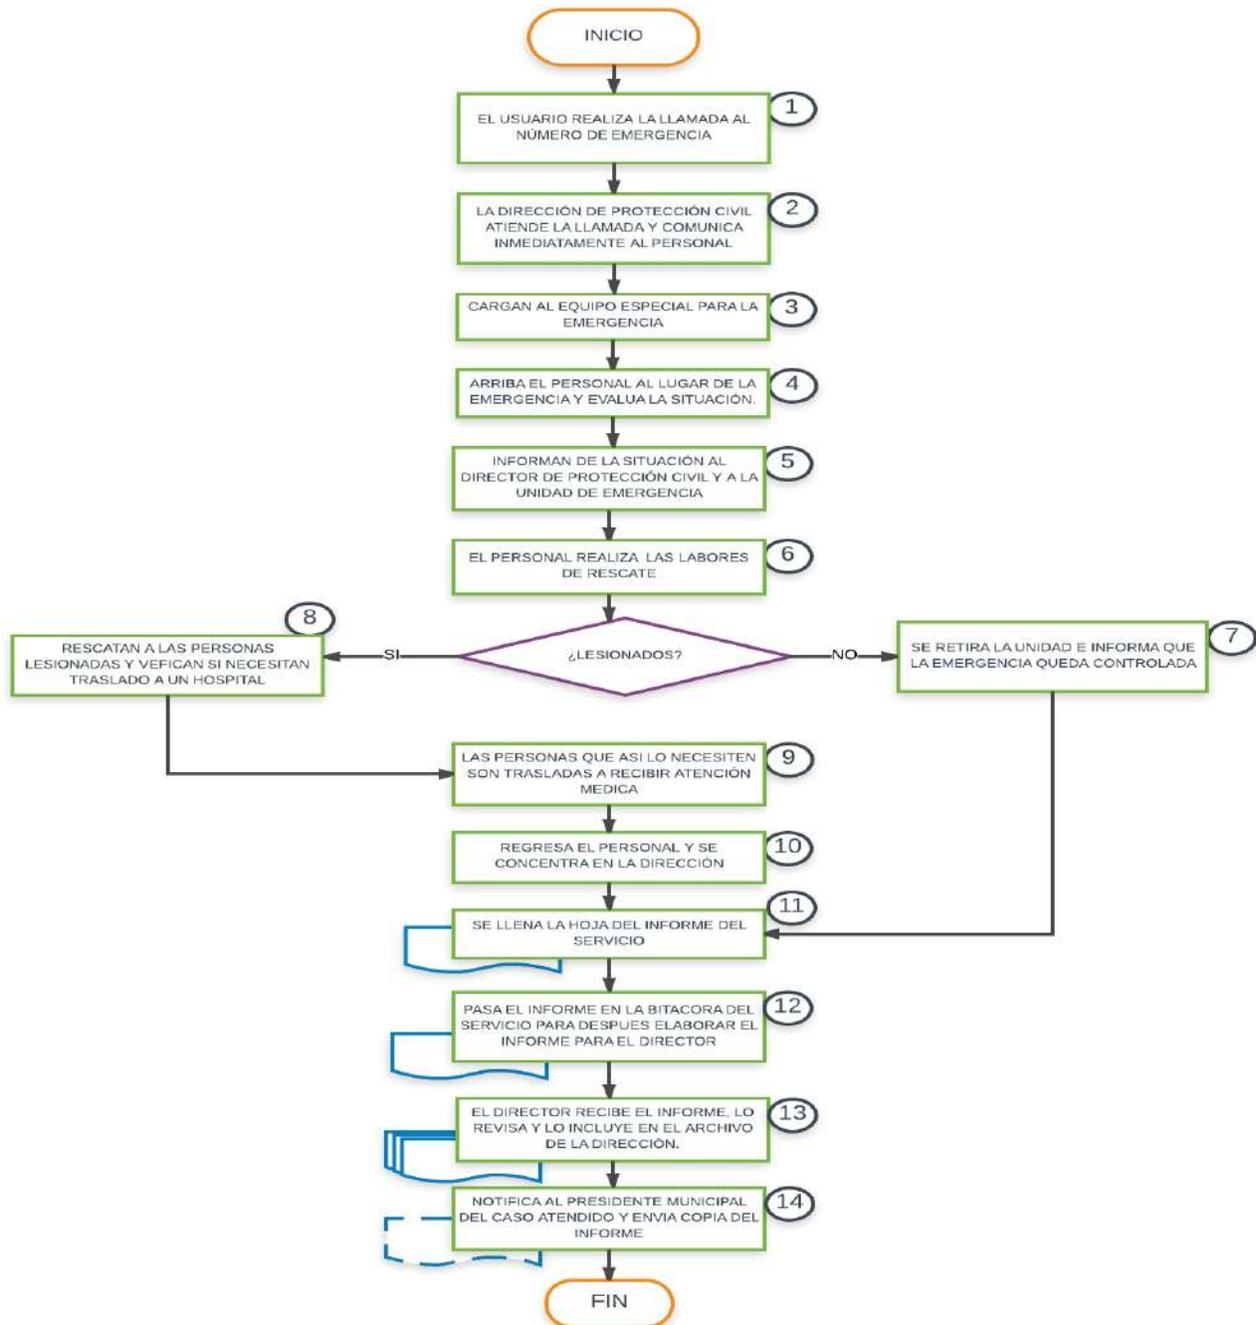 INICIO
1
EL USUARIO REALIZA LA LLAMADA AL
NÚMERO DE EMERGENCIA
2
LA DIRECCIÓN DE PROTECCIÓN CIVIL
ATIENDE LA LLAMADA Y COMUNICA
INMEDIATAMENTE AL PERSONAL
3
CARGAN AL EQUIPO ESPECIAL PARA LA
EMERGENCIA
4
ARRIBA EL PERSONAL AL LUGAR DE LA
EMERGENCIA Y EVALUA LA SITUACIÓN.
5
INFORMAN DE LA SITUACIÓN AL
DIRECTOR DE PROTECCIÓN CIVIL Y A LA
UNIDAD DE EMERGENCIA
6
EL PERSONAL REALIZA LAS LABORES
DE RESCATE
¿LESIONADOS?
SI
NO
8
RESCATAN A LAS PERSONAS
LESIONADAS Y VEFICAN SI NECESITAN
TRASLADO A UN HOSPITAL
7
SE RETIRA LA UNIDAD E INFORMA QUE
LA EMERGENCIA QUEDA CONTROLADA
9
LAS PERSONAS QUE ASI LO NECESITEN
SON TRASLADAS A RECIBIR ATENCIÓN
MEDICA
10
REGRESA EL PERSONAL Y SE
CONCENTRA EN LA DIRECCIÓN
11
SE LLENA LA HOJA DEL INFORME DEL
SERVICIO
12
PASA EL INFORME EN LA BITACORA DEL
SERVICIO PARA DESPUES ELABORAR EL
INFORME PARA EL DIRECTOR
13
EL DIRECTOR RECIBE EL INFORME, LO
REVISA Y LO INCLUYE EN EL ARCHIVO
DE LA DIRECCIÓN.
14
NOTIFICA AL PRESIDENTE MUNICIPAL
DEL CASO ATENDIDO Y ENVIA COPIA DEL
INFORME
FIN